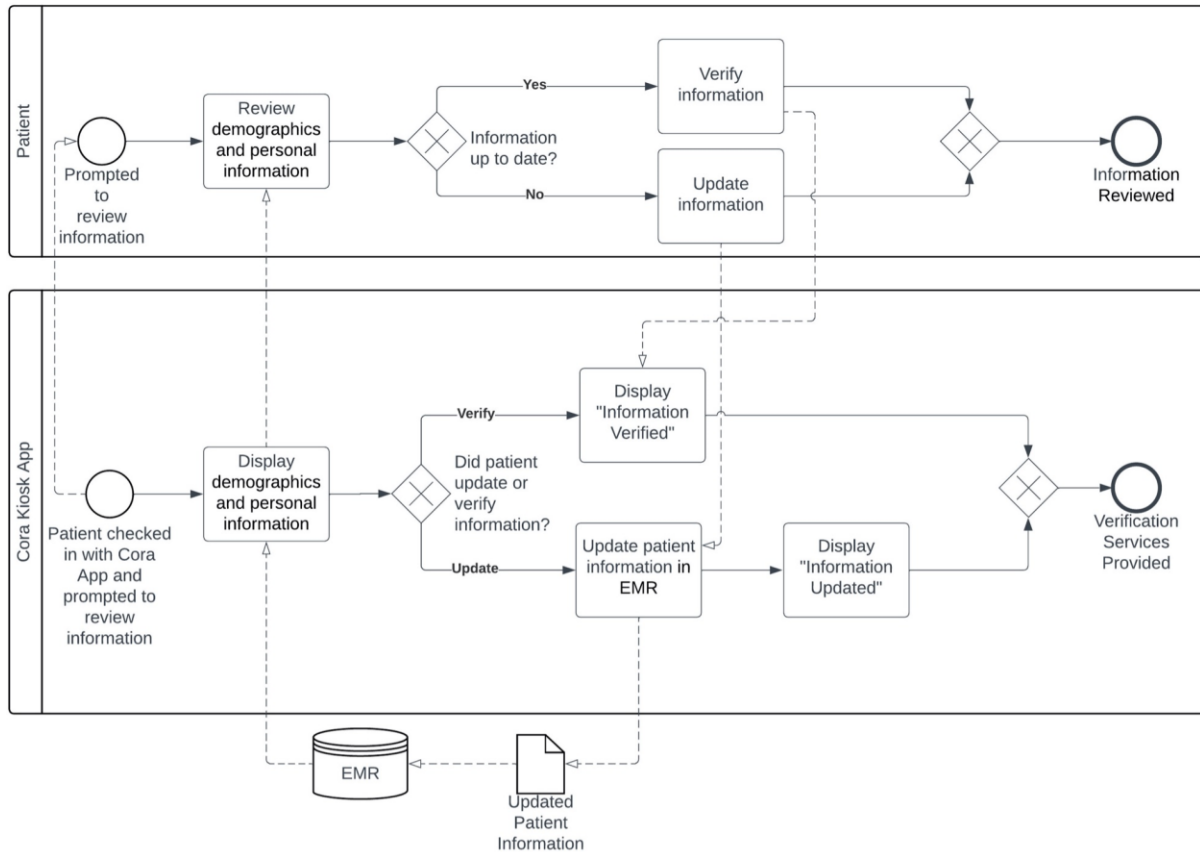 Patient
Prompted
to
review
information
Review
demographics
and personal
information
Yes
Information
up to date?
No
Verify
information
Update
information
Information
Reviewed
Cora Kiosk App
Patient checked
in with Cora
App and
prompted to
review
information
Display
demographics
and personal
information
Verify
Did patient
update or
verify
information?
Update
Display
"Information
Verified"
Update patient
information in
EMR
Display
"Information
Updated"
Verification
Services
Provided
EMR
Updated
Patient
Information